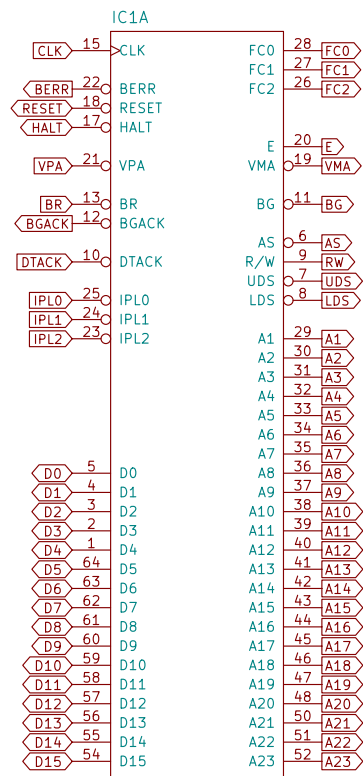 IC1A
CLK 15 CLK FC0 28 FC0
FC1 27 FC1
BERR 22 BERR FC2 26 FC2
RESET 18 RESET
HALT 17 HALT
E 20 E
VPA 21 VPA VMA 19 VMA
BR 13 BR BG 11 BG
BGACK 12 BGACK
AS 6 AS
DTACK 10 DTACK R/W 9 RW
UDS 7 UDS
IPL0 25 IPL0 LDS 8 LDS
IPL1 24 IPL1
IPL2 23 IPL2 A1 29 A1
A2 30 A2
A3 31 A3
A4 32 A4
A5 33 A5
A6 34 A6
A7 35 A7
D0 5 D0 A8 36 A8
D1 4 D1 A9 37 A9
D2 3 D2 A10 38 A10
D3 2 D3 A11 39 A11
D4 1 D4 A12 40 A12
D5 64 D5 A13 41 A13
D6 63 D6 A14 42 A14
D7 62 D7 A15 43 A15
D8 61 D8 A16 44 A16
D9 60 D9 A17 45 A17
D10 59 D10 A18 46 A18
D11 58 D11 A19 47 A19
D12 57 D12 A20 48 A20
D13 56 D13 A21 50 A21
D14 55 D14 A22 51 A22
D15 54 D15 A23 52 A23